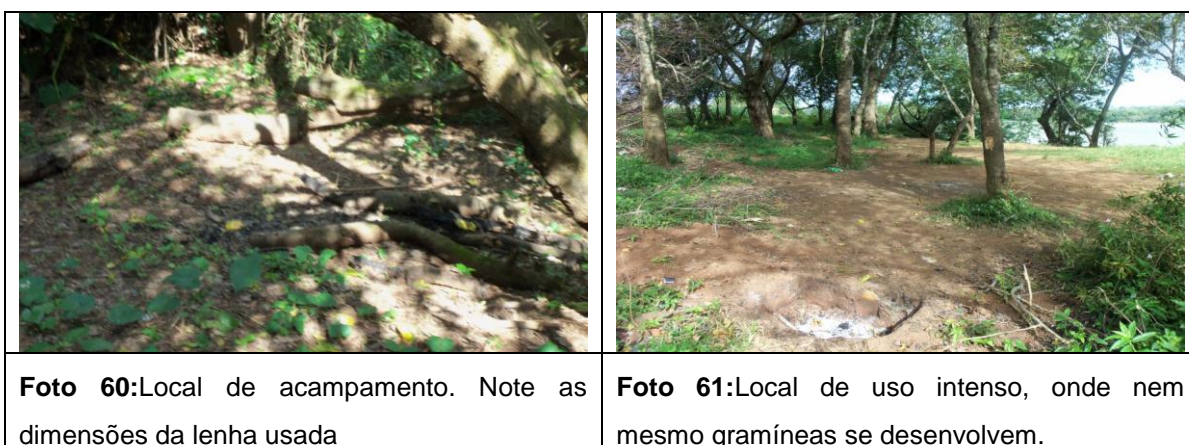 Foto 60:Local de acampamento. Note as
dimensões da lenha usada
Foto 61:Local de uso intenso, onde nem
mesmo gramíneas se desenvolvem.